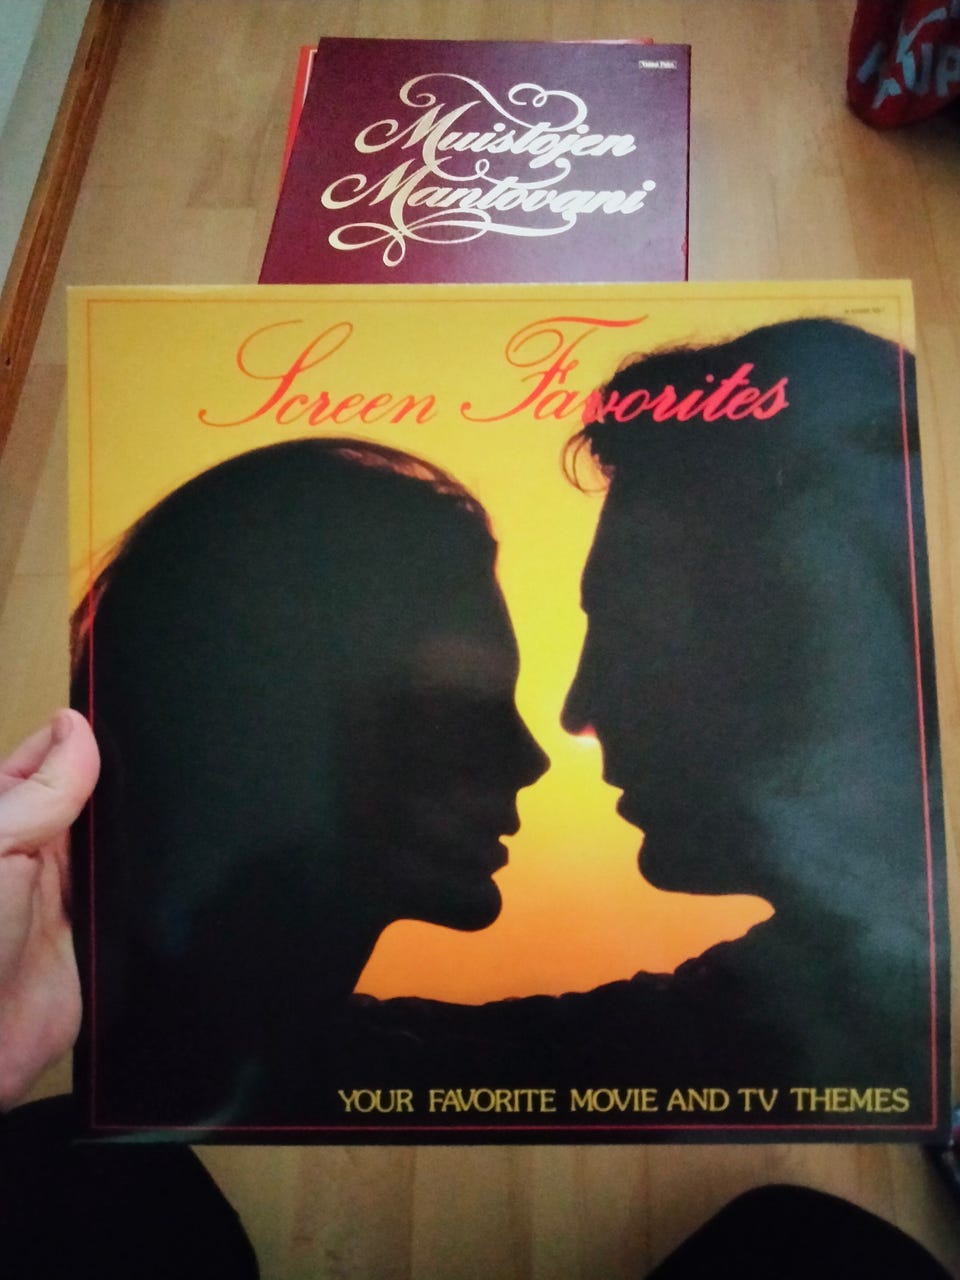 Muistojen
Mantovani
Screen Favorites
YOUR FAVORITE MOVIE AND TV THEMES